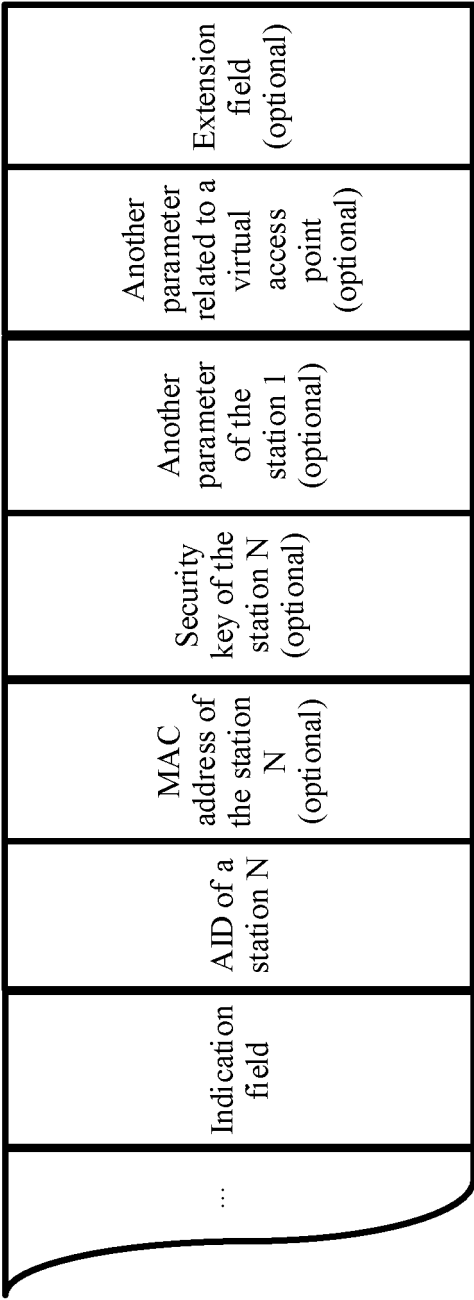 ...
Indication
field
AID of a
station N
MAC
address of
the station
N
(optional)
Security
key of the
station N
(optional)
Another
parameter
of the
station 1
(optional)
Another
parameter
related to a
virtual
access
point
(optional)
Extension
field
(optional)